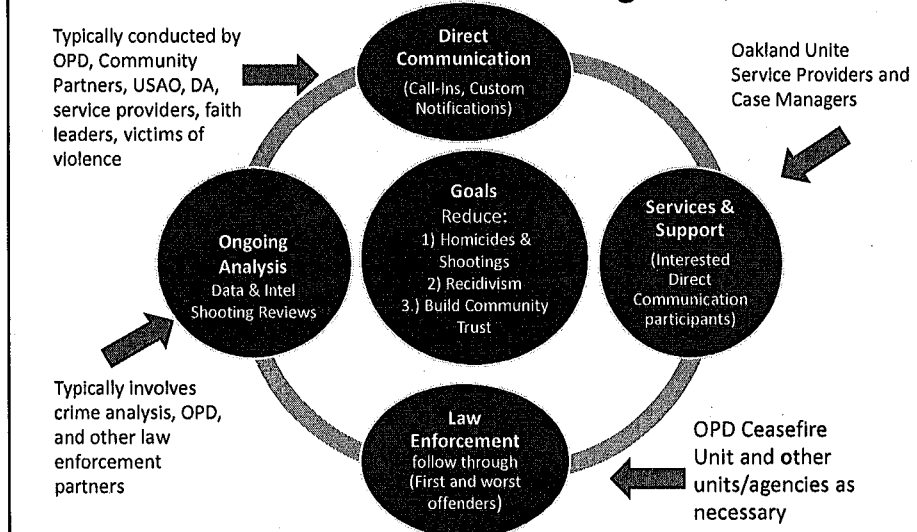 Typically conducted by
OPD, Community
Partners, USAO, DA,
service providers, faith
leaders, victims of
violence
Direct
Communication
(Call-Ins, Custom
Notifications)
Oakland Unite
Service Providers and
Case Managers
Ongoing
Analysis
Data & Intel
Shooting Reviews
Goals
Reduce:
1) Homicides &
Shootings
2) Recidivism
3.) Build Community
Trust
Services &
Support
(Interested
Direct
Communication
participants)
Typically involves
crime analysis, OPD,
and other law
enforcement
partners
Law
Enforcement
follow through
(First and worst
offenders)
OPD Ceasefire
Unit and other
units/agencies as
necessary